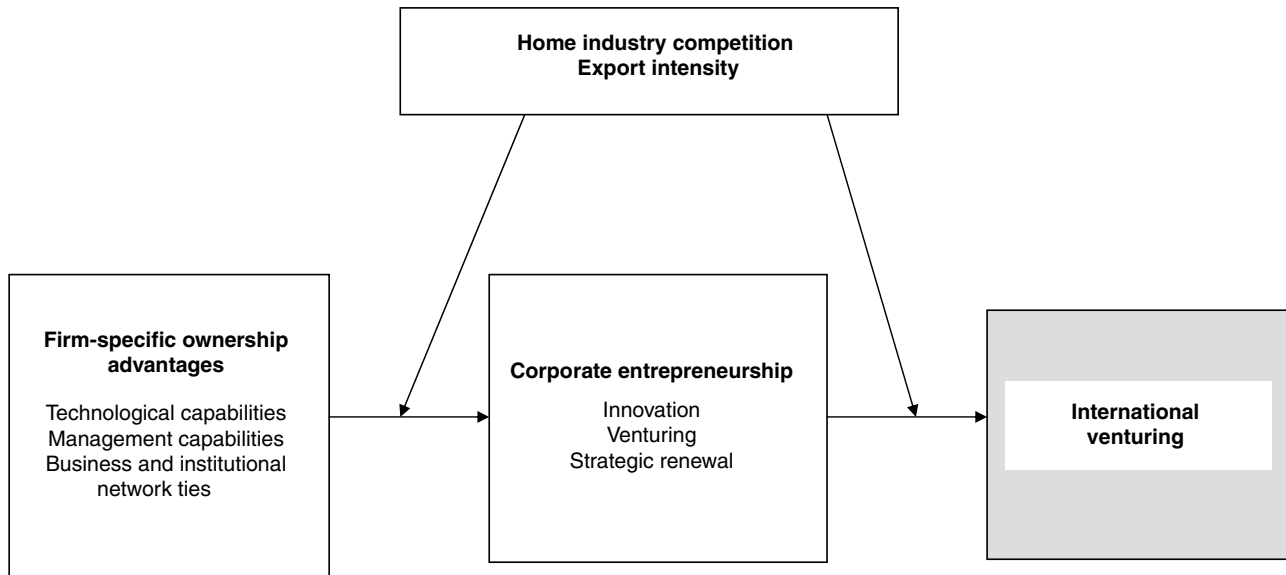 Home industry competition
Export intensity
Firm-specific ownership
advantages
Technological capabilities
Management capabilities
Business and institutional
network ties
Corporate entrepreneurship
Innovation
Venturing
Strategic renewal
International
venturing